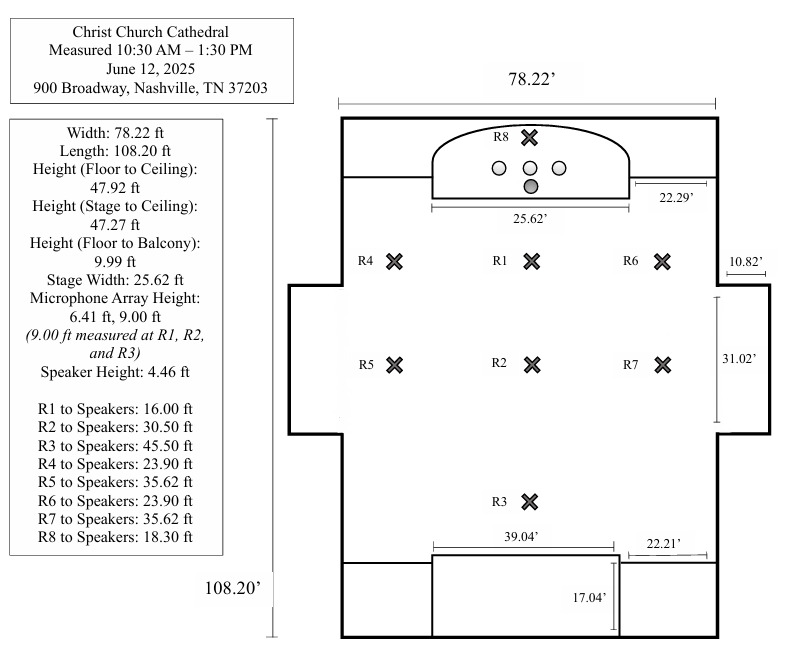 Christ Church Cathedral
Measured 10:30 AM – 1:30 PM
June 12, 2025
900 Broadway, Nashville, TN 37203
Width: 78.22 ft
Length: 108.20 ft
Height (Floor to Ceiling):
47.92 ft
Height (Stage to Ceiling):
47.27 ft
Height (Floor to Balcony):
9.99 ft
Stage Width: 25.62 ft
Microphone Array Height:
6.41 ft, 9.00 ft
(9.00 ft measured at R1, R2,
and R3)
Speaker Height: 4.46 ft
R1 to Speakers: 16.00 ft
R2 to Speakers: 30.50 ft
R3 to Speakers: 45.50 ft
R4 to Speakers: 23.90 ft
R5 to Speakers: 35.62 ft
R6 to Speakers: 23.90 ft
R7 to Speakers: 35.62 ft
R8 to Speakers: 18.30 ft
78.22’
R8
22.29’
25.62’
R4
R1
R6
10.82’
R5
R2
R7
31.02’
R3
39.04’
22.21’
17.04’
108.20’